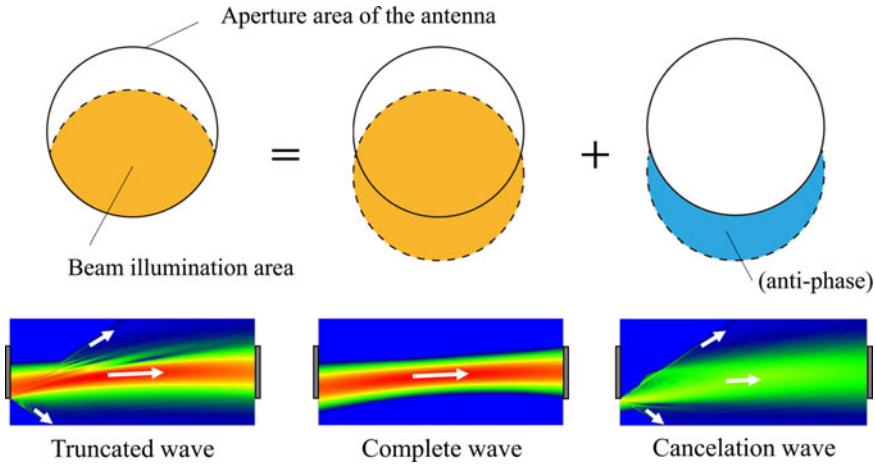 Aperture area of the antenna
=
+
Beam illumination area
(anti-phase)
Truncated wave
Complete wave
Cancelation wave